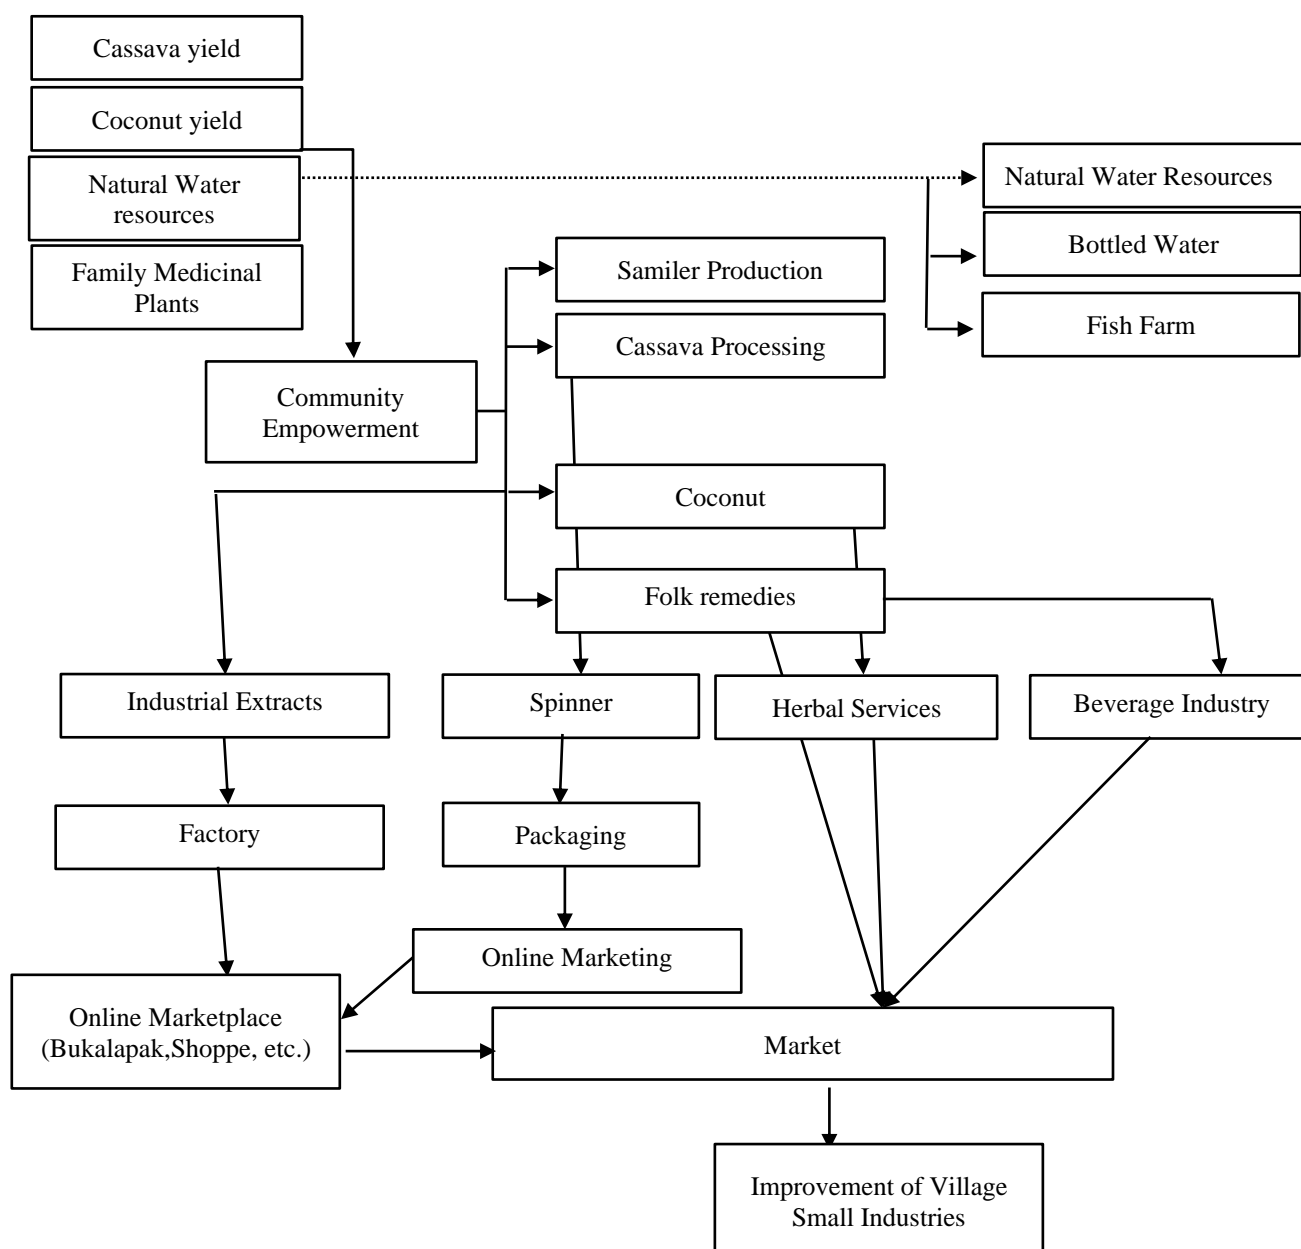 Cassava yield
Coconut yield
Natural Water
resources
Family Medicinal
Plants
Natural Water Resources
Bottled Water
Fish Farm
Samiler Production
Cassava Processing
Community
Empowerment
Coconut
Folk remedies
Industrial Extracts
Spinner
Herbal Services
Beverage Industry
Factory
Packaging
Online Marketing
Online Marketplace
(Bukalapak,Shoppe, etc.)
Market
Improvement of Village
Small Industries